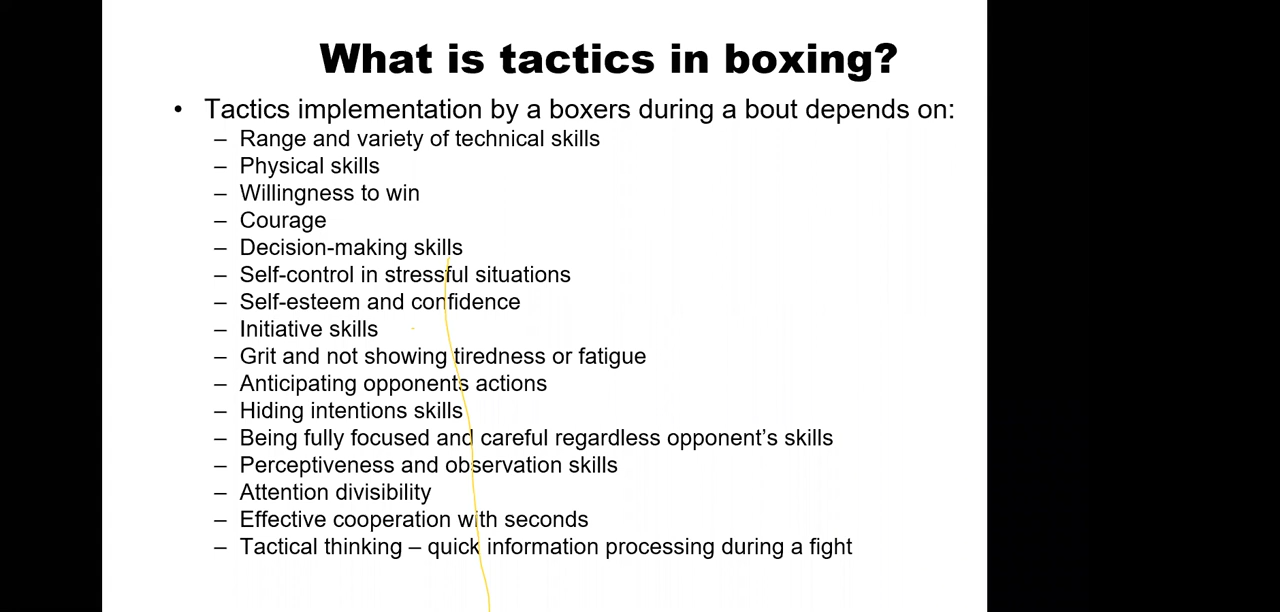 What is tactics in boxing?
• Tactics implementation by a boxers during a bout depends on:
– Range and variety of technical skills
– Physical skills
– Willingness to win
– Courage
– Decision-making skills
– Self-control in stressful situations
– Self-esteem and confidence
– Initiative skills
– Grit and not showing tiredness or fatigue
– Anticipating opponents actions
– Hiding intentions skills
– Being fully focused and careful regardless opponent’s skills
– Perceptiveness and observation skills
– Attention divisibility
– Effective cooperation with seconds
– Tactical thinking – quick information processing during a fight